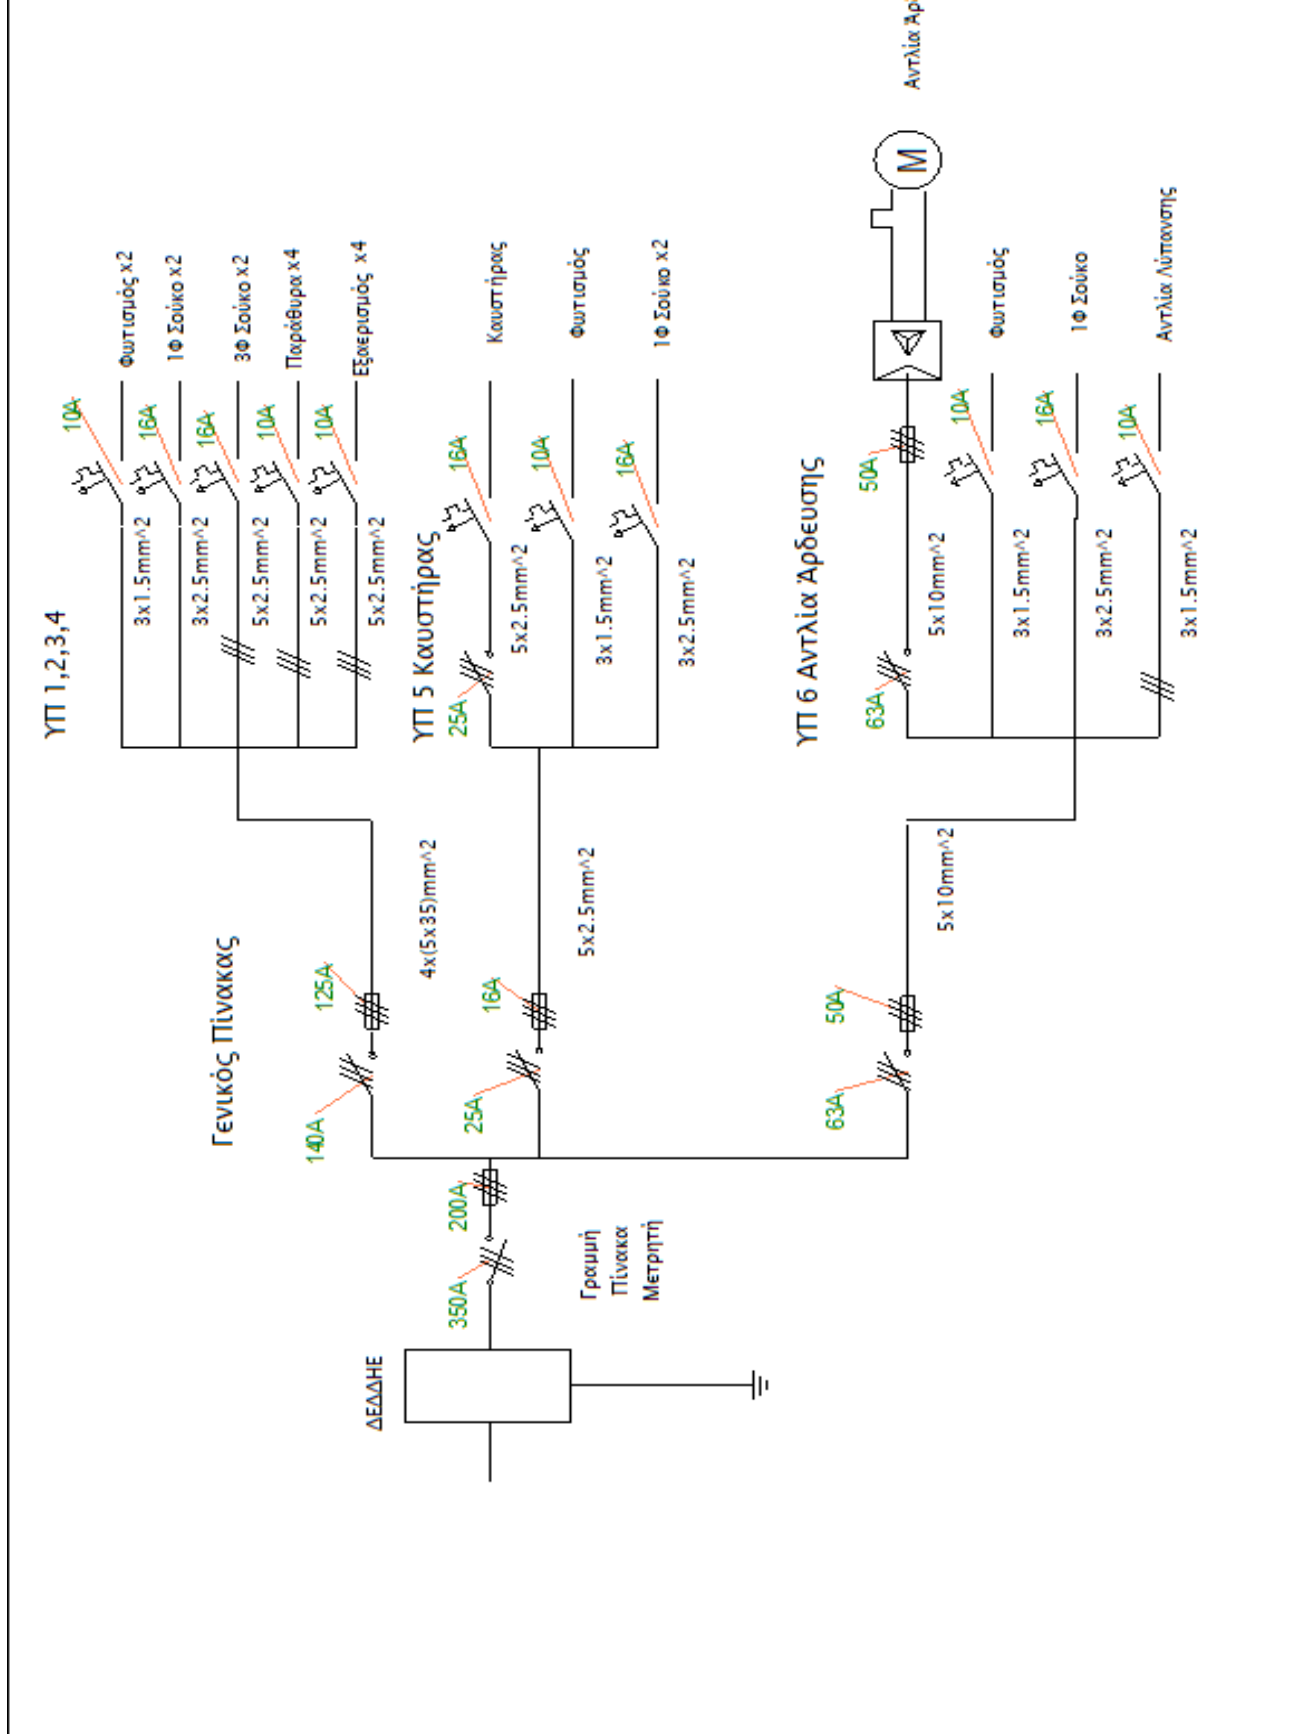 ΥΠ 1,2,3,4
10A
Φωτισμός x2
3x1.5mm^2
16A
1Φ Σούκο x2
3x2.5mm^2
16A
3Φ Σούκο x2
5x2.5mm^2
10A
Παράθυρα x4
5x2.5mm^2
10A
Εξαερισμός x4
5x2.5mm^2
Γενικός Πίνακας
140A
125A
4x(5x35)mm^2
ΔΕΔΔΗΕ
350A
200A
Γραμμή
Πίνακα
Μετρητή
ΥΠ 5 Καυστήρας
25A
16A
5x2.5mm^2
25A
16A
Καυστήρας
5x2.5mm^2
10A
Φωτισμός
3x1.5mm^2
16A
1Φ Σούκο x2
3x2.5mm^2
ΥΠ 6 Αντλία Άρδευσης
63A
50A
5x10mm^2
63A
50A
5x10mm^2
M
Αντλία
10A
Φωτισμός
3x1.5mm^2
16A
1Φ Σούκο
3x2.5mm^2
10A
Αντλία Λίπανσης
3x1.5mm^2